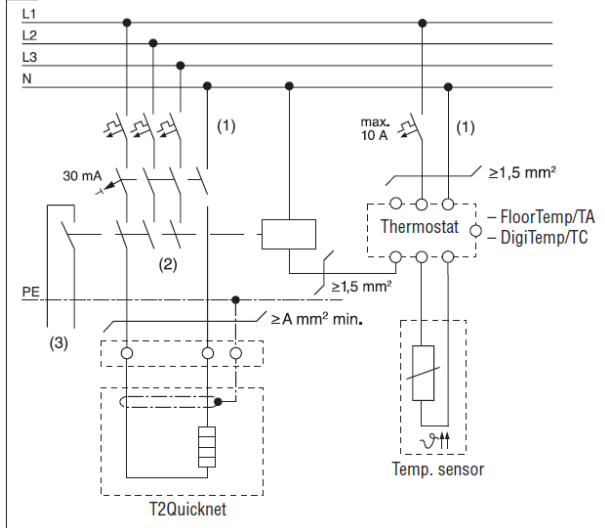 L1
L2
L3
N
(1)
max.
10 A
(1)
30 mA
≥1,5 mm²
Thermostat
– FloorTemp/TA
– DigiTemp/TC
(2)
≥1,5 mm²
PE
≥A mm² min.
(3)
ϑ
Temp. sensor
T2Quicknet